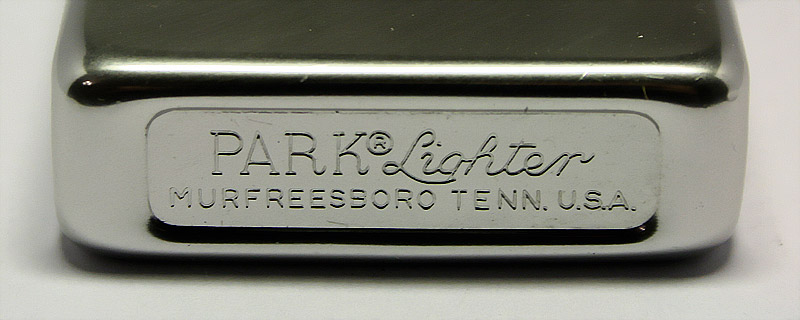 PARK® Lighter
MURFREESBORO TENN. U.S.A.